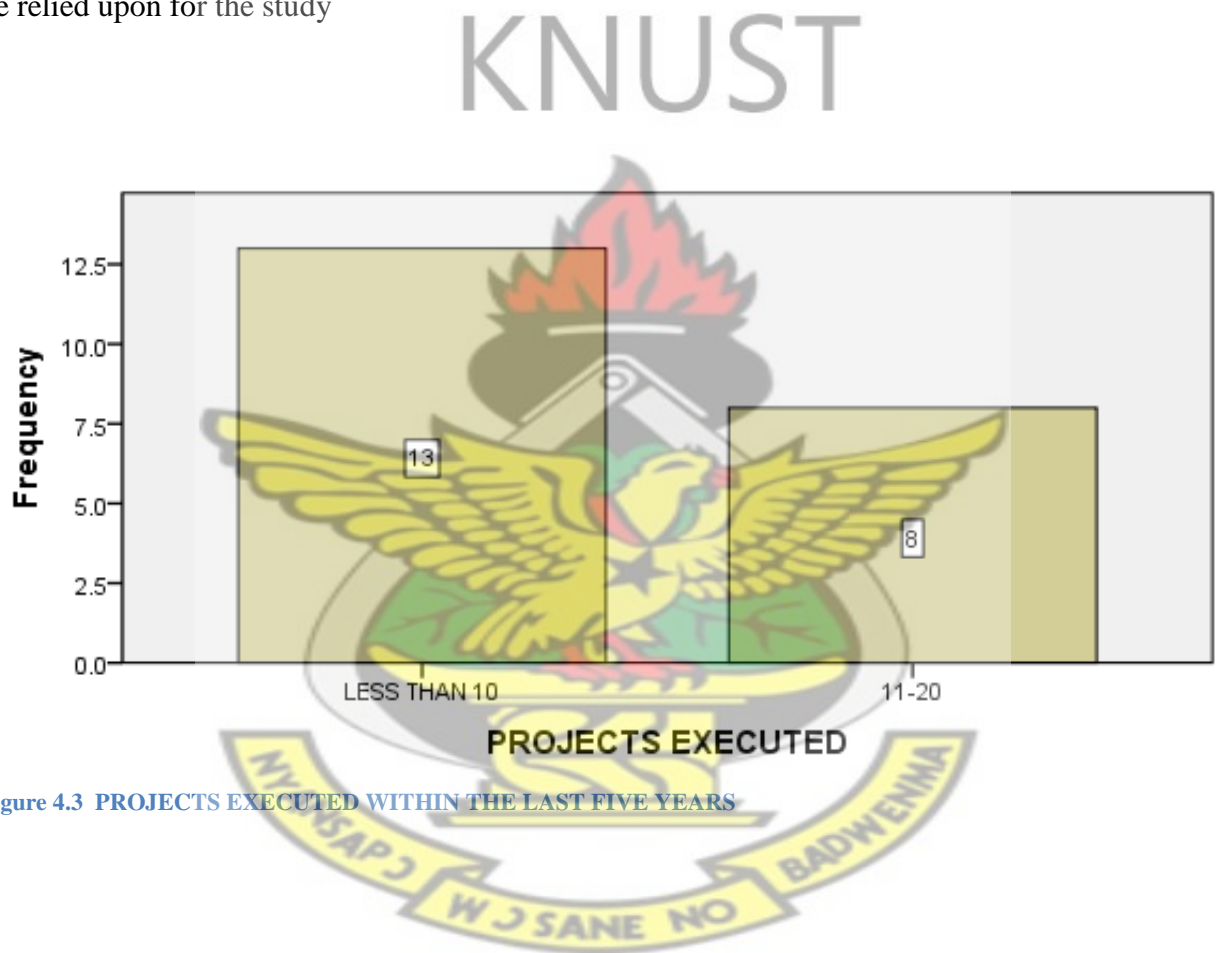 e relied upon for the study
KNUST
12.5
10.0
7.5
5.0
2.5
0.0
Frequency
13
8
LESS THAN 10
11-20
PROJECTS EXECUTED
gure 4.3 PROJECTS EXECUTED WITHIN THE LAST FIVE YEARS
NYANSAPƆ
WƆSANE NO
BADWENMA